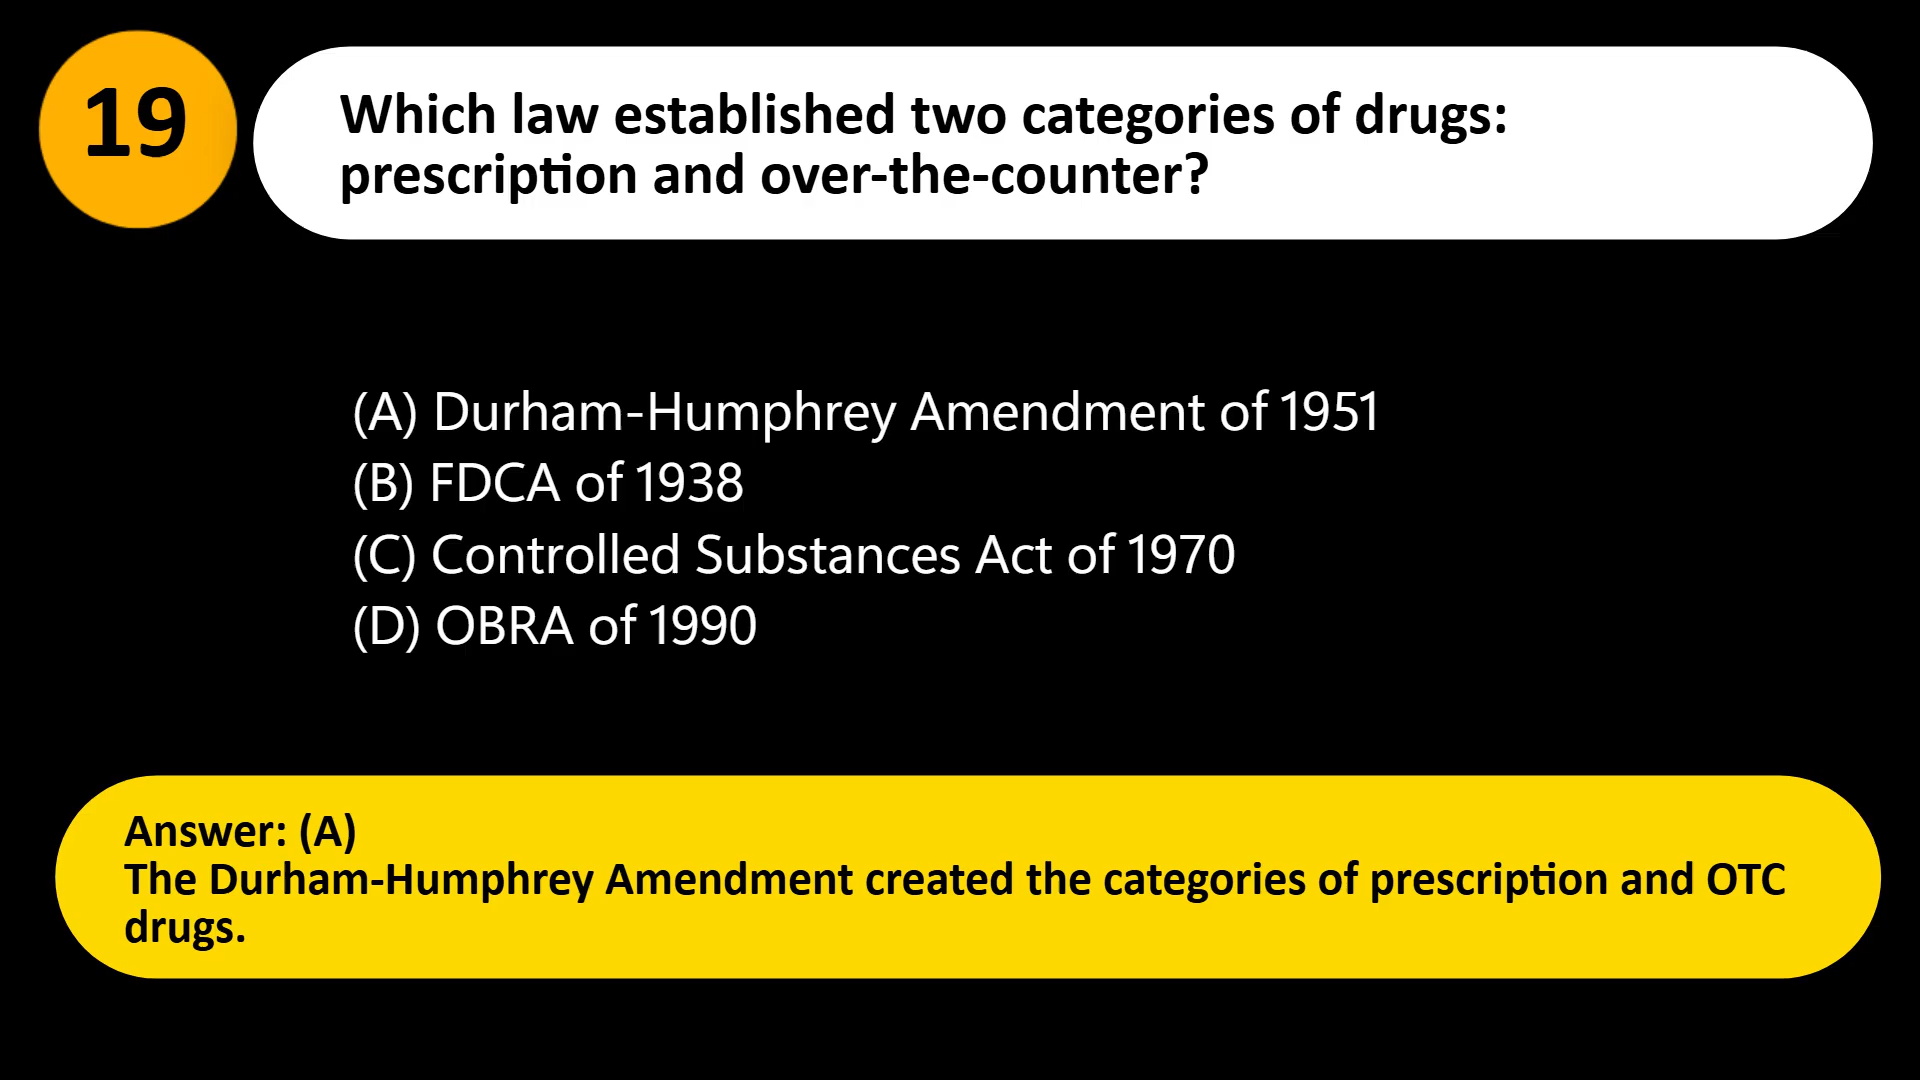 19
Which law established two categories of drugs:
prescription and over-the-counter?
(A) Durham-Humphrey Amendment of 1951
(B) FDCA of 1938
(C) Controlled Substances Act of 1970
(D) OBRA of 1990
Answer: (A)
The Durham-Humphrey Amendment created the categories of prescription and OTC
drugs.